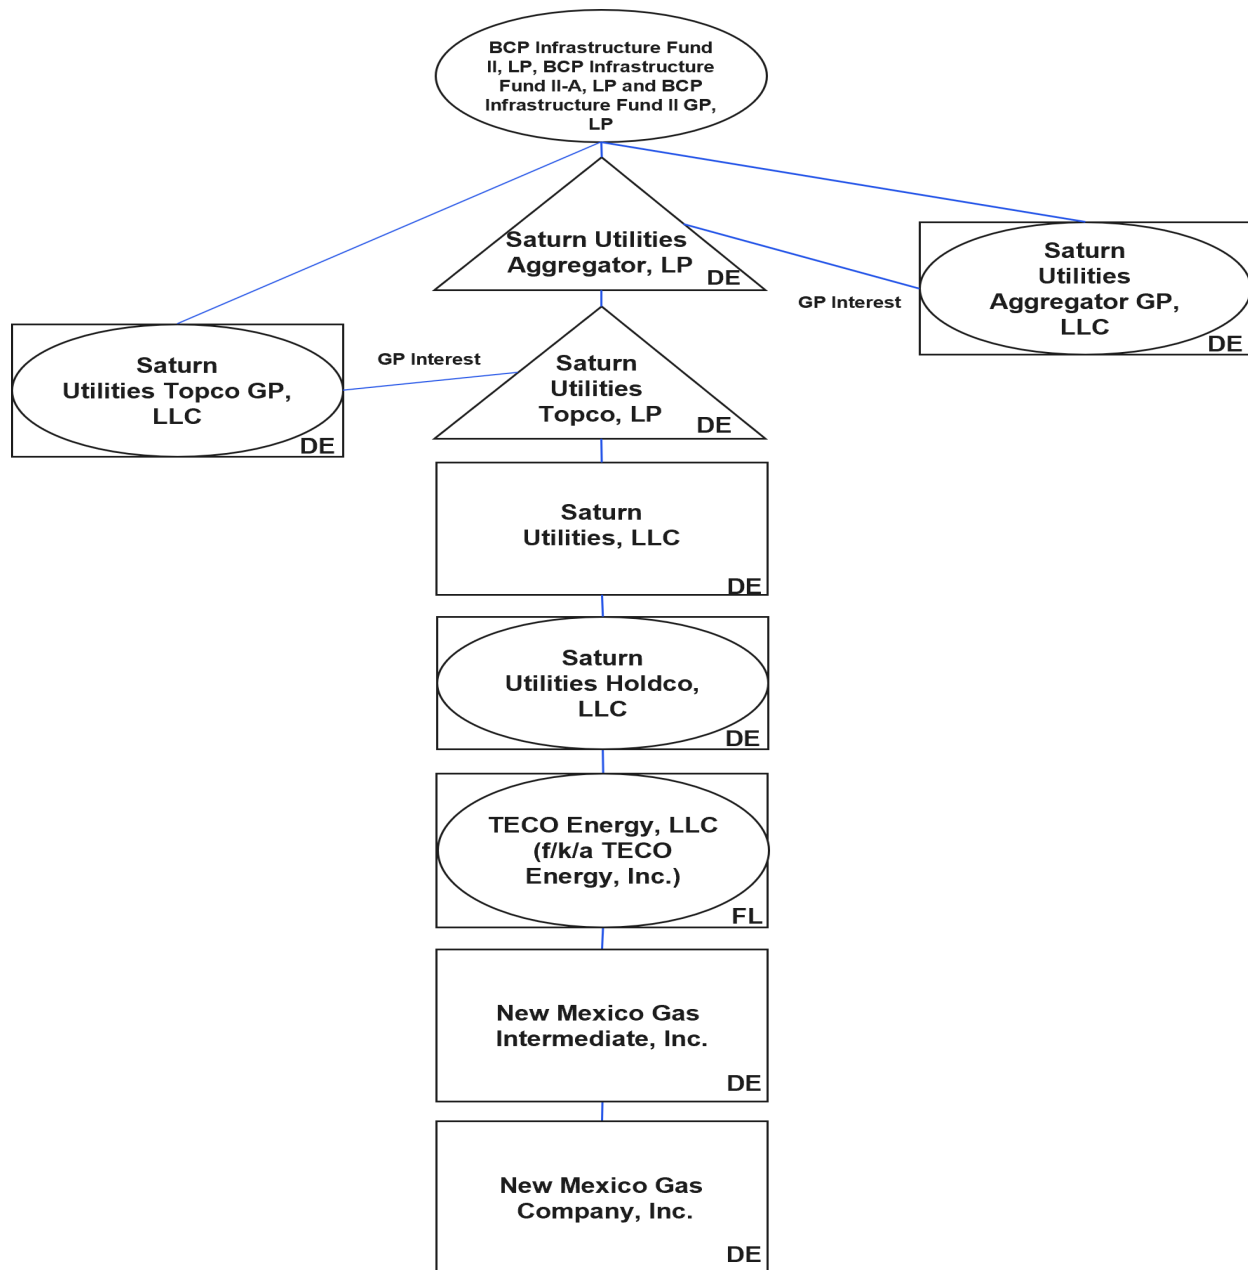 BCP Infrastructure Fund
II, LP, BCP Infrastructure
Fund II-A, LP and BCP
Infrastructure Fund II GP,
LP
Saturn Utilities
Aggregator, LP
DE
GP Interest
Saturn
Utilities
Aggregator GP,
LLC
DE
Saturn
Utilities Topco GP,
LLC
DE
GP Interest
Saturn
Utilities
Topco, LP
DE
Saturn
Utilities, LLC
DE
Saturn
Utilities Holdco,
LLC
DE
TECO Energy, LLC
(f/k/a TECO
Energy, Inc.)
FL
New Mexico Gas
Intermediate, Inc.
DE
New Mexico Gas
Company, Inc.
DE